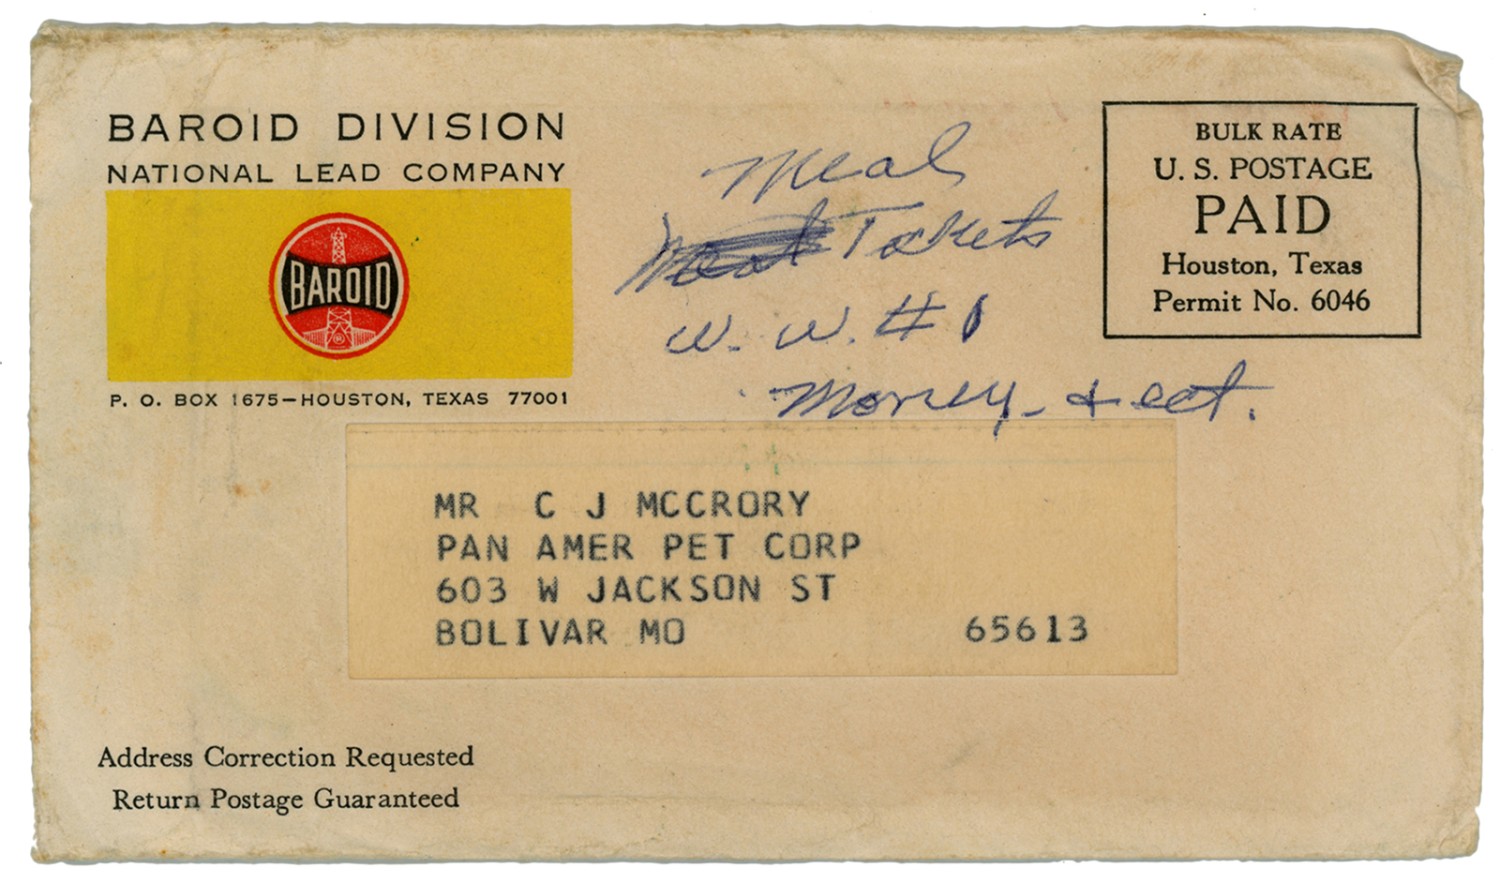 BAROID DIVISION
NATIONAL LEAD COMPANY
BAROID
P. O. BOX 1675—HOUSTON, TEXAS 77001
Meal
Meat Tickets
W. W. #1
Money - & ect.
BULK RATE
U. S. POSTAGE
PAID
Houston, Texas
Permit No. 6046
MR C J MCCRORY
PAN AMER PET CORP
603 W JACKSON ST
BOLIVAR MO 65613
Address Correction Requested
Return Postage Guaranteed